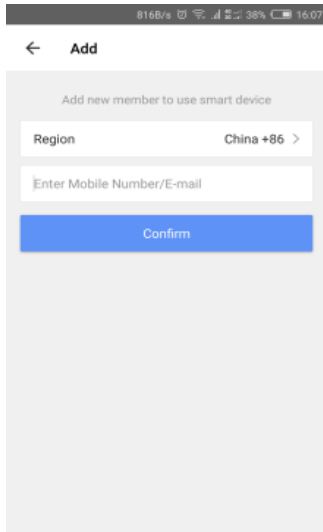 816B/s 38% 16:07
Add
Add new member to use smart device
Region China +86 >
Enter Mobile Number/E-mail
Confirm